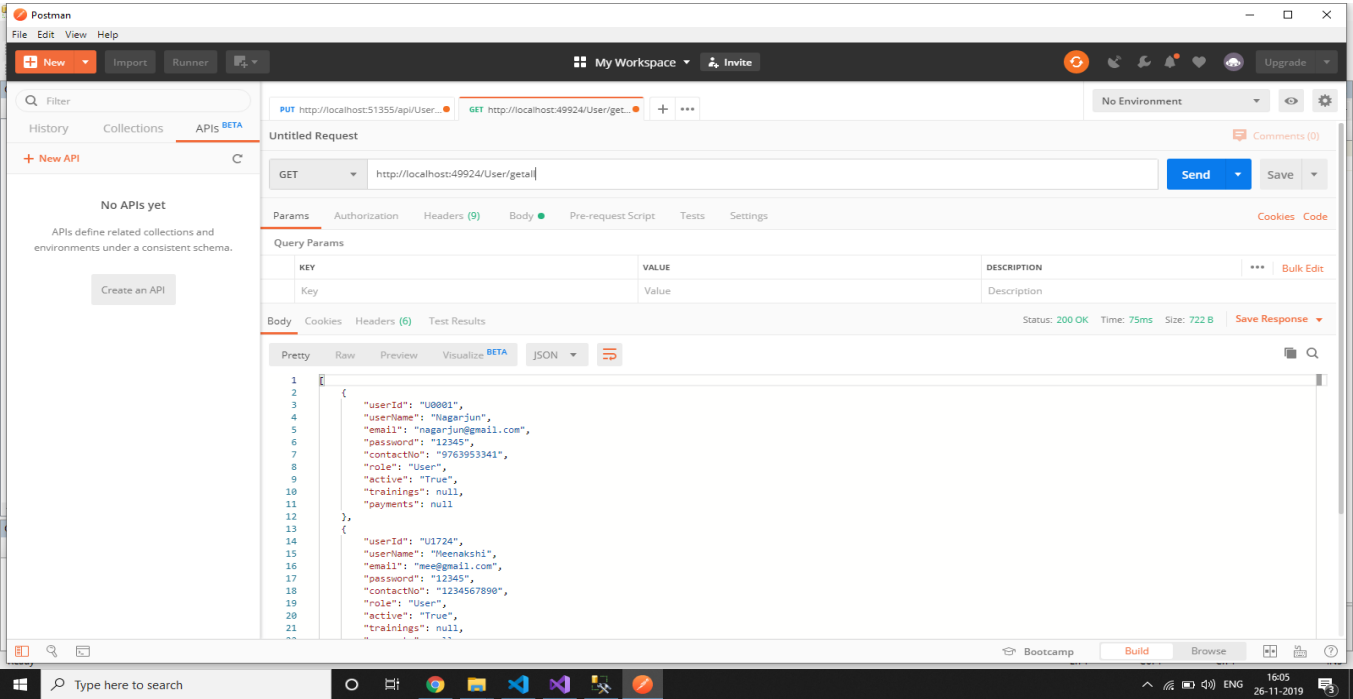 Postman
File Edit View Help
New Import Runner My Workspace Invite Upgrade
Filter
History Collections APIs BETA
+ New API
No APIs yet
APIs define related collections and
environments under a consistent schema.
Create an API
PUT http://localhost:51355/api/User... GET http://localhost:49924/User/get... + ••• No Environment
Untitled Request Comments (0)
GET http://localhost:49924/User/getall Send Save
Params Authorization Headers (9) Body Pre-request Script Tests Settings Cookies Code
Query Params
KEY VALUE DESCRIPTION ••• Bulk Edit
Key Value Description
Body Cookies Headers (6) Test Results Status: 200 OK Time: 75ms Size: 722 B Save Response
Pretty Raw Preview Visualize BETA JSON
1 [
2 {
3 "userId": "U0001",
4 "userName": "Nagarjun",
5 "email": "nagarjun@gmail.com",
6 "password": "12345",
7 "contactNo": "9763953341",
8 "role": "User",
9 "active": "True",
10 "trainings": null,
11 "payments": null
12 },
13 {
14 "userId": "U1724",
15 "userName": "Meenakshi",
16 "email": "mee@gmail.com",
17 "password": "12345",
18 "contactNo": "1234567890",
19 "role": "User",
20 "active": "True",
21 "trainings": null,
Bootcamp Build Browse
Type here to search
ENG
16:05
26-11-2019
3